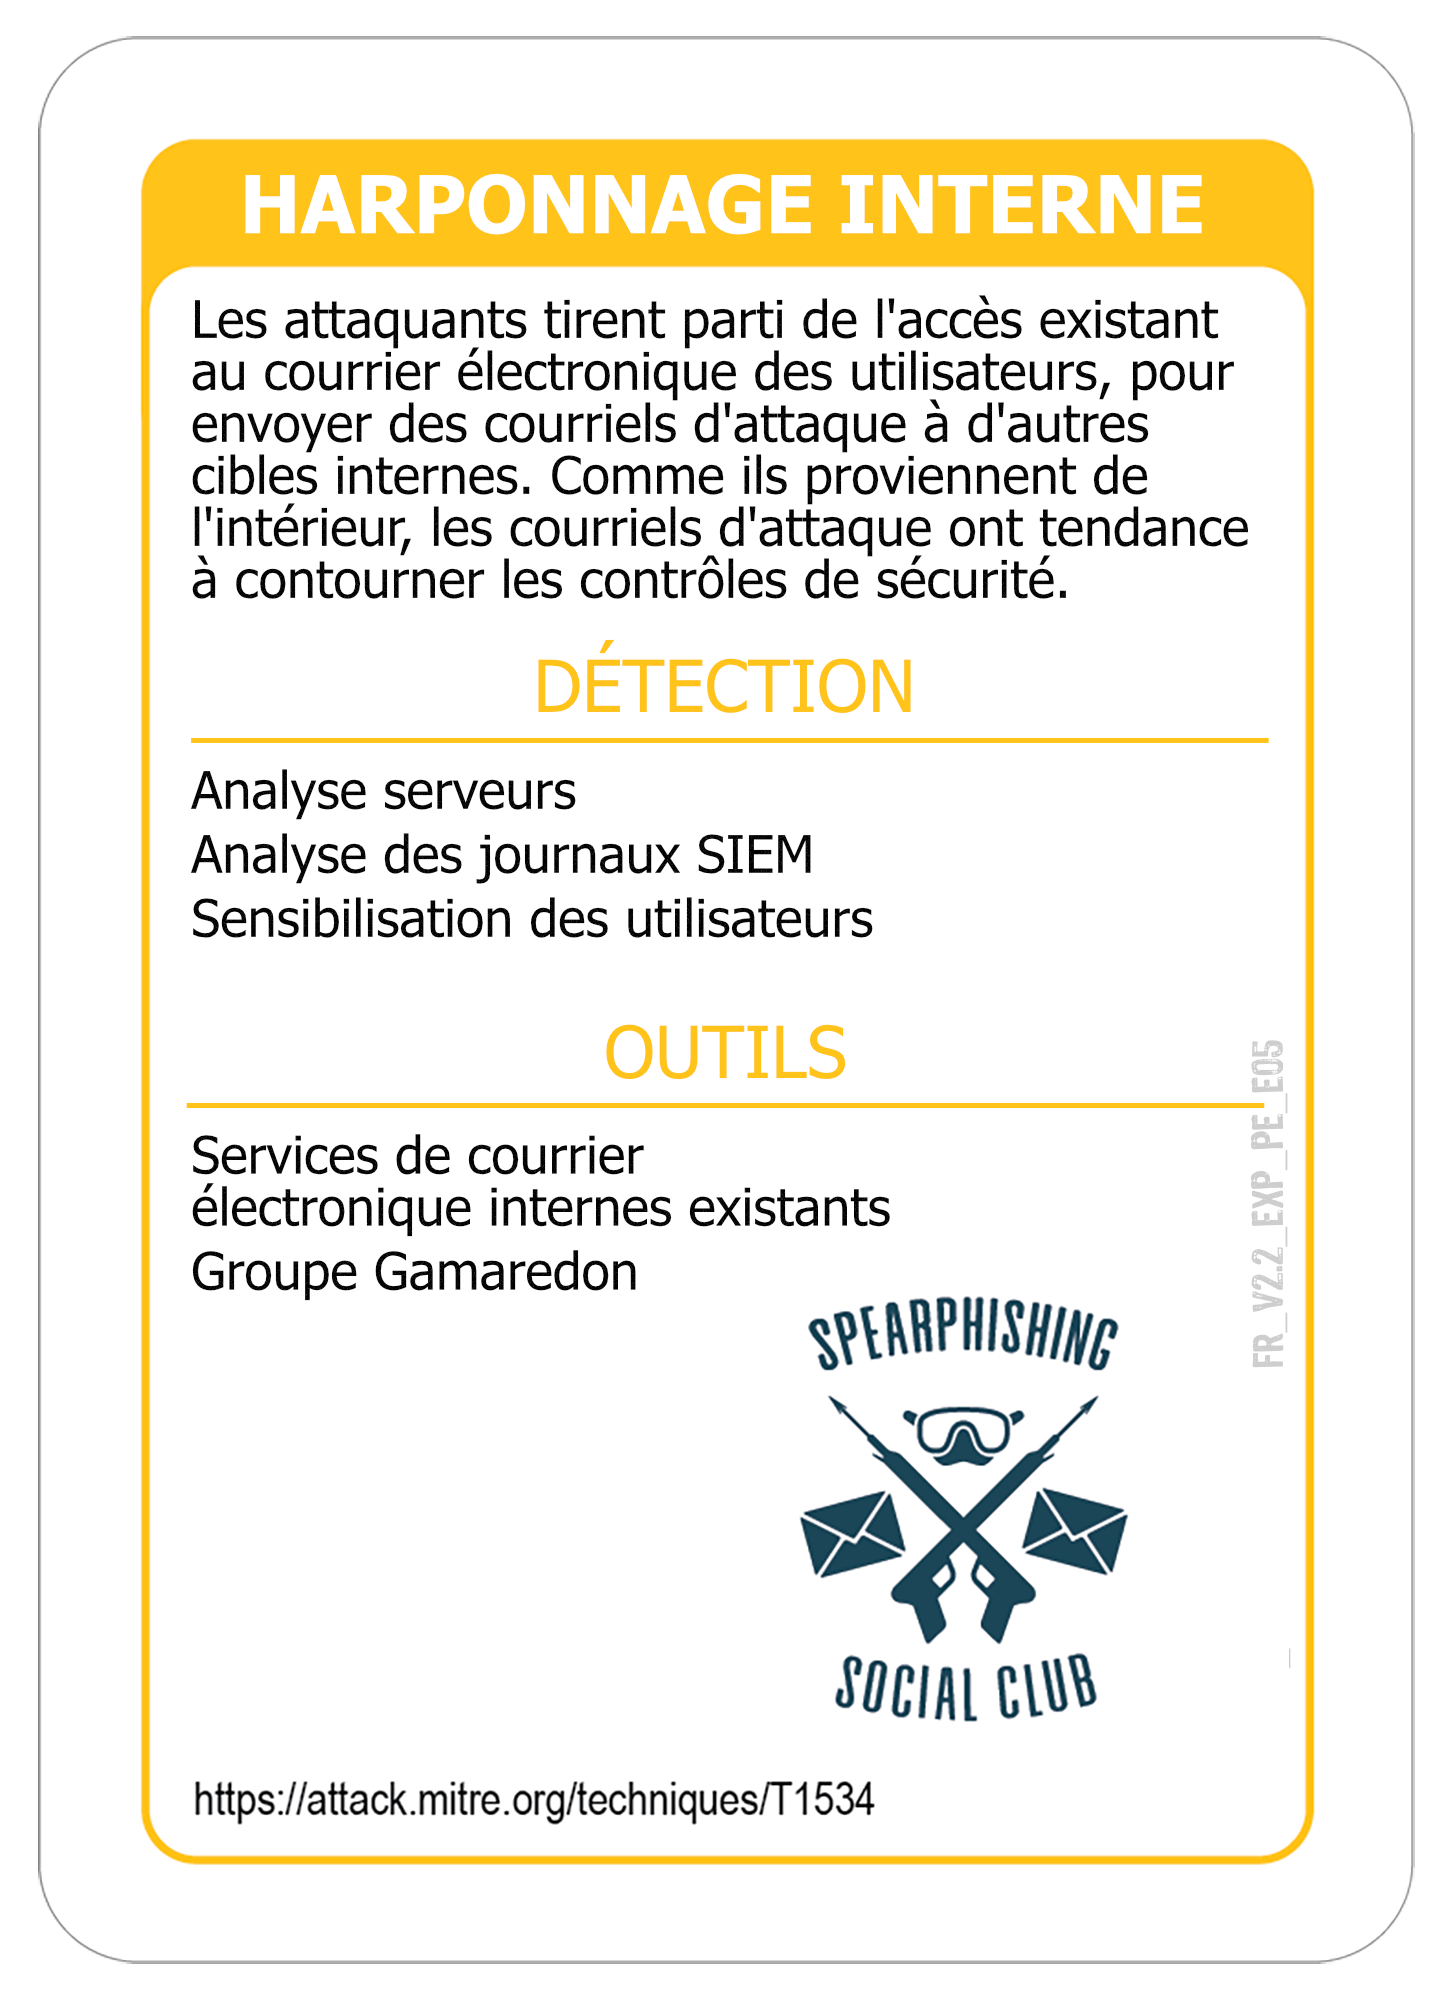 HARPONNAGE INTERNE
Les attaquants tirent parti de l'accès existant
au courrier électronique des utilisateurs, pour
envoyer des courriels d'attaque à d'autres
cibles internes. Comme ils proviennent de
l'intérieur, les courriels d'attaque ont tendance
à contourner les contrôles de sécurité.
DÉTECTION
Analyse serveurs
Analyse des journaux SIEM
Sensibilisation des utilisateurs
OUTILS
Services de courrier
électronique internes existants
Groupe Gamaredon
FR_V2.2_EXP_PE_E05
SPEARPHISHING
SOCIAL CLUB
https://attack.mitre.org/techniques/T1534